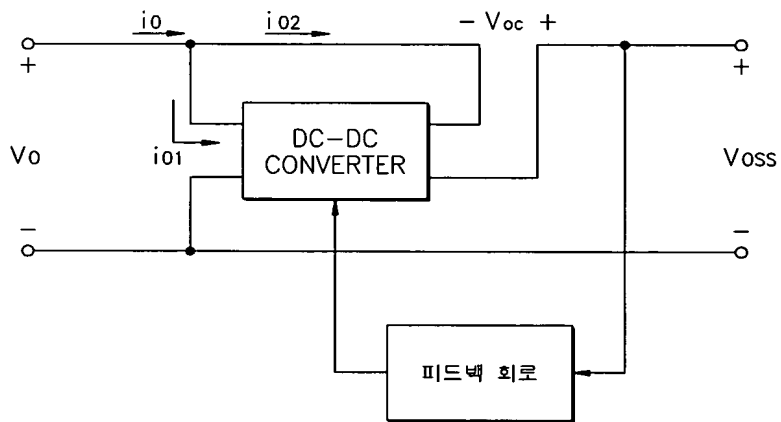 io
io2
- Voc +
+
+
io1
DC-DC
CONVERTER
Vo
Voss
-
-
피드백 회로